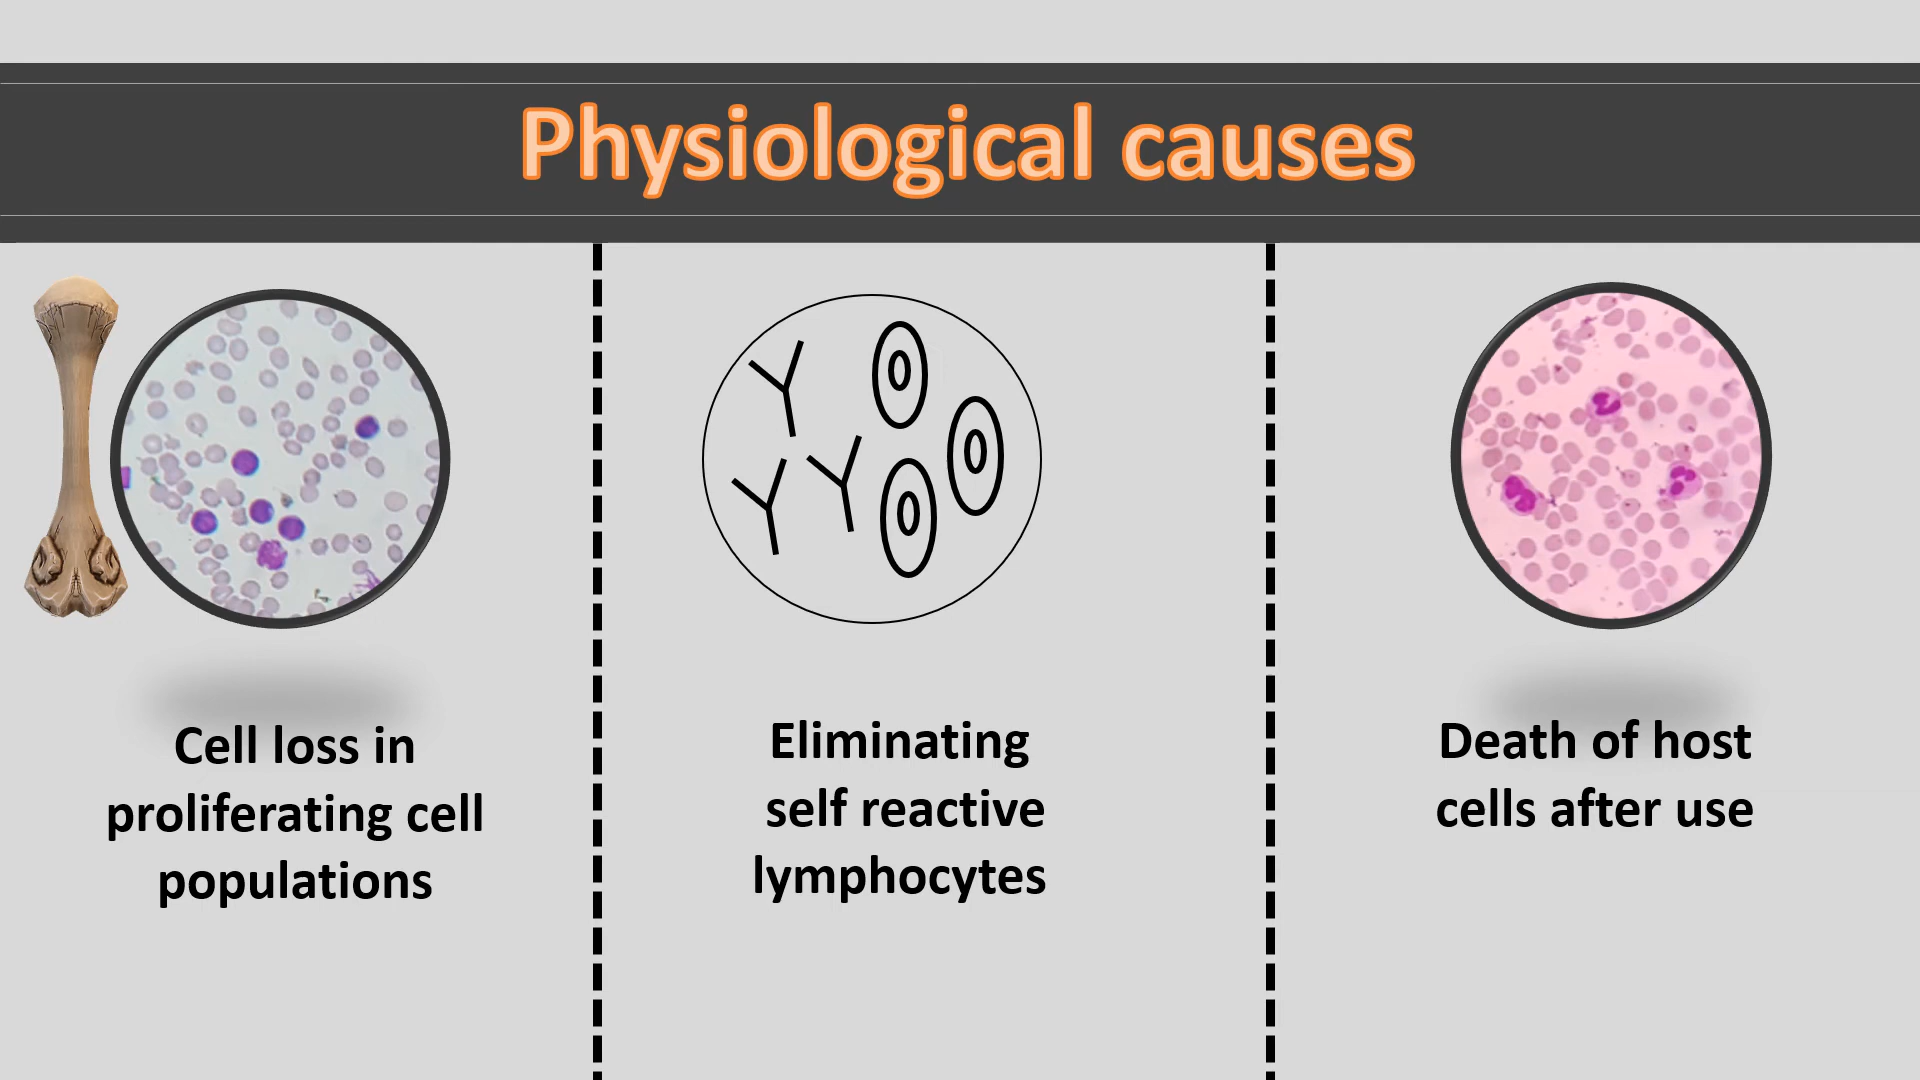 Physiological causes
Cell loss in
proliferating cell
populations
Eliminating
self reactive
lymphocytes
Death of host
cells after use